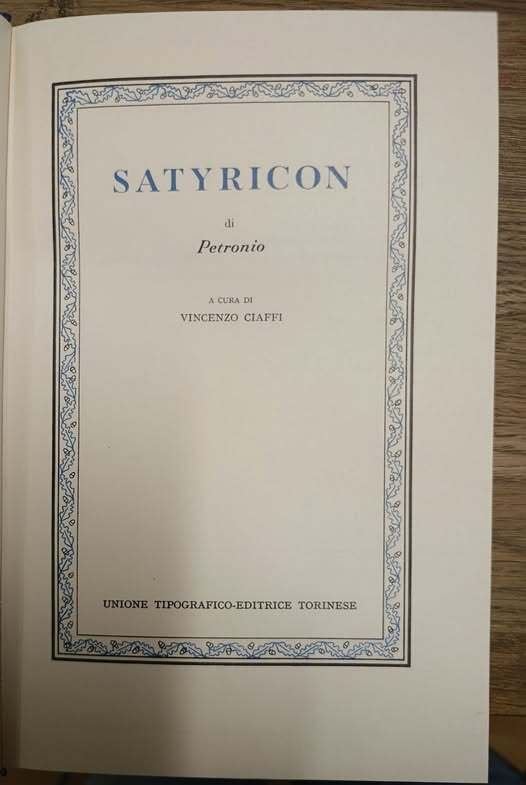 SATYRICON
di
Petronio
A CURA DI
VINCENZO CIAFFI
UNIONE TIPOGRAFICO-EDITRICE TORINESE